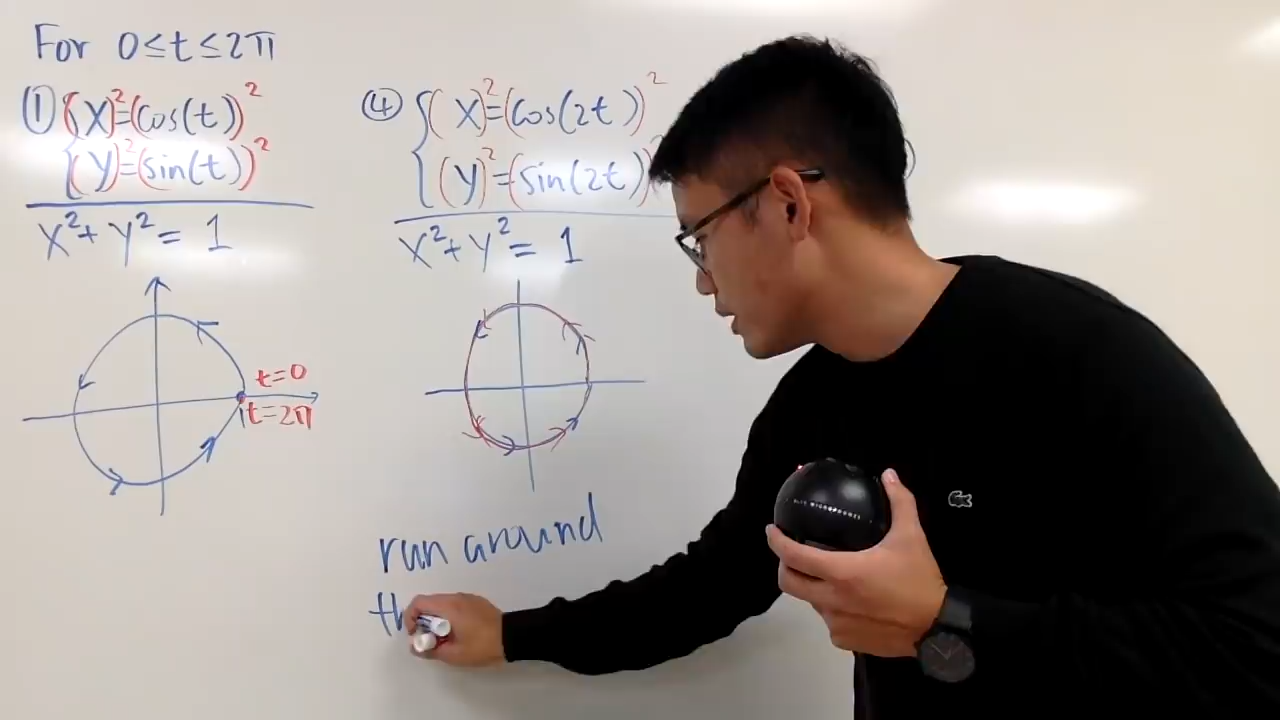 For 0≤t≤2π
① { (x)²=(cos(t))²
(y)²=(sin(t))²
x²+y²=1
t=0
t=2π
④ { (x)²=(cos(2t))²
(y)²=(sin(2t))²
x²+y²=1
run around
th